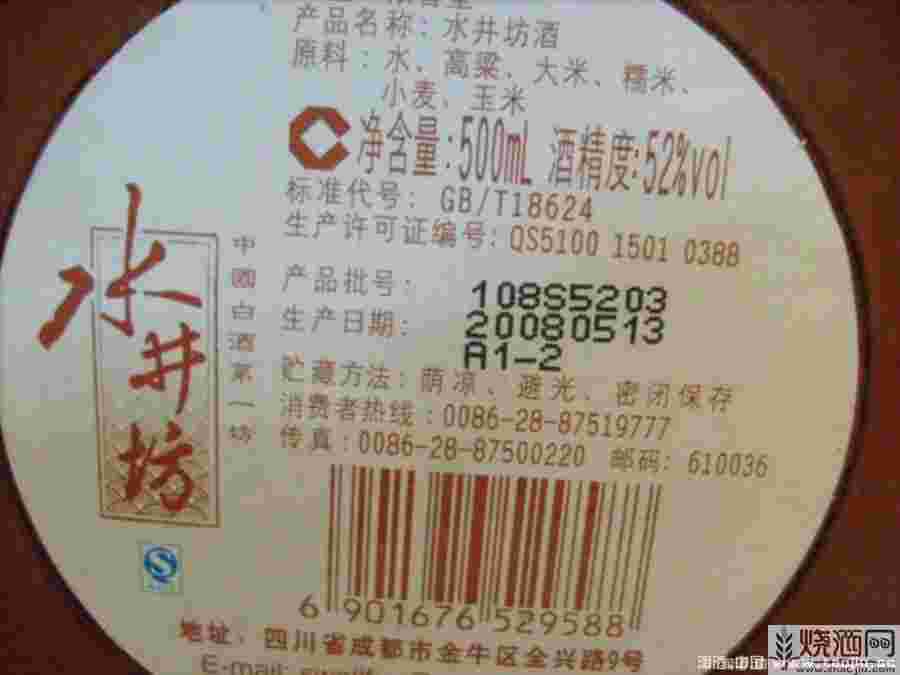 产品名称：水井坊酒
原料：水、高粱、大米、糯米、
小麦、玉米
净含量：500mL 酒精度：52%vol
标准代号：GB/T18624
生产许可证编号：QS5100 1501 0388
产品批号： 108S5203
生产日期： 20080513
A1-2
贮藏方法：荫凉、避光、密闭保存
消费者热线：0086-28-87519777
传真：0086-28-87500220 邮码：610036
水井坊
中國白酒第一坊
6 901676 529588
地址：四川省成都市金牛区全兴路9号
E-mail:
烧酒网